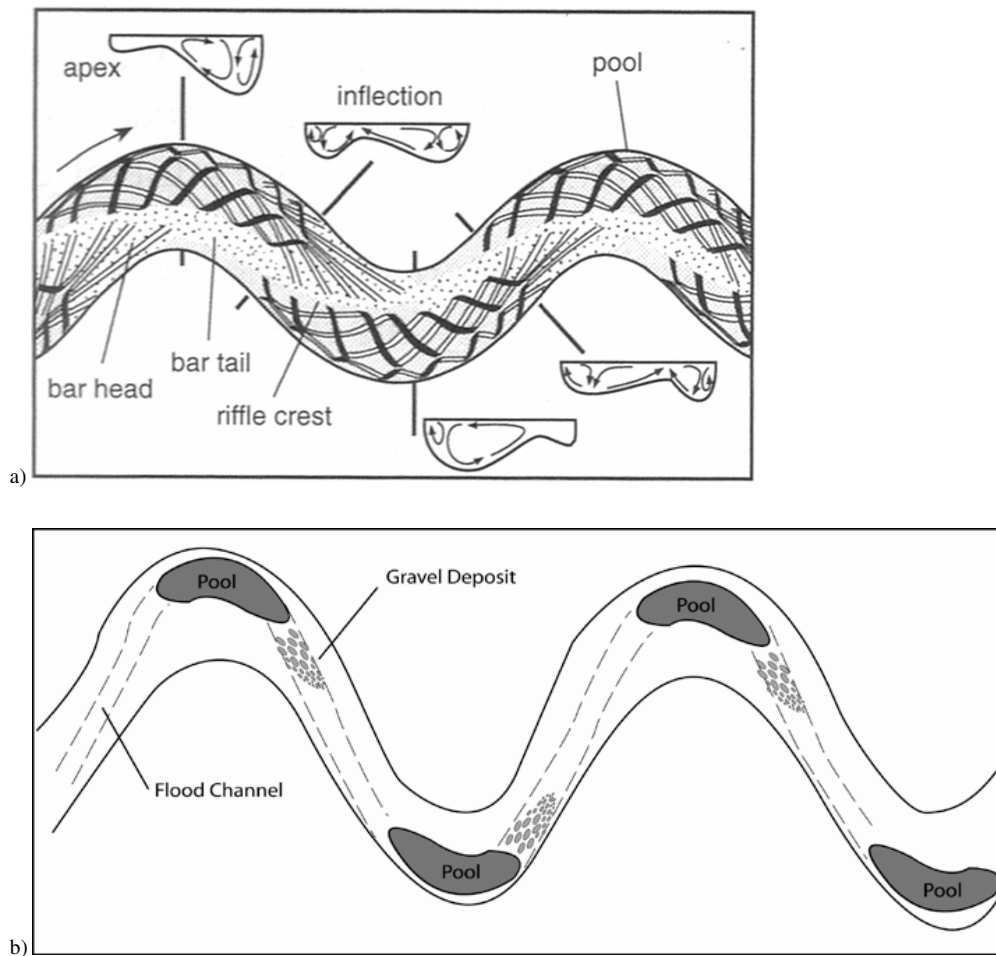 apex
pool
inflection
bar tail
bar head
riffle crest
a)
Pool
Gravel Deposit
Pool
Flood Channel
Pool
Pool
b)